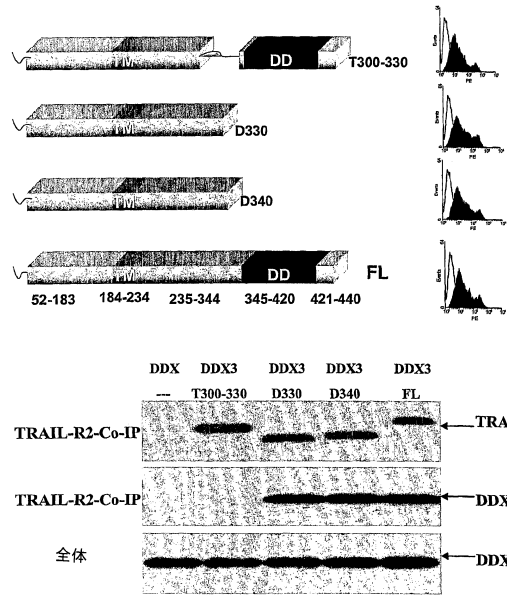 TM
DD
T300-330
TM
D330
TM
D340
TM
DD
FL
52-183
184-234
235-344
345-420
421-440
DDX
DDX3
DDX3
DDX3
DDX3
---
T300-330
D330
D340
FL
TRAIL-R2-Co-IP
TRA
TRAIL-R2-Co-IP
DDX
全体
DDX